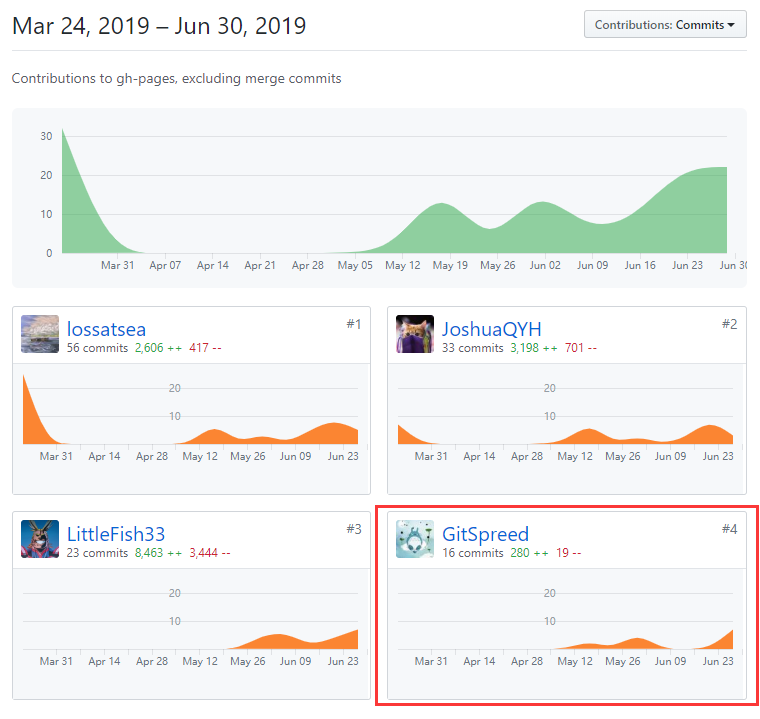 Mar 24, 2019 – Jun 30, 2019
Contributions: Commits
Contributions to gh-pages, excluding merge commits
30
20
10
0
Mar 31 Apr 07 Apr 14 Apr 21 Apr 28 May 05 May 12 May 19 May 26 Jun 02 Jun 09 Jun 16 Jun 23 Jun 30
lossatsea #1
56 commits 2,606 ++ 417 --
20
10
Mar 31 Apr 14 Apr 28 May 12 May 26 Jun 09 Jun 23
JoshuaQYH #2
33 commits 3,198 ++ 701 --
20
10
Mar 31 Apr 14 Apr 28 May 12 May 26 Jun 09 Jun 23
LittleFish33 #3
23 commits 8,463 ++ 3,444 --
20
10
Mar 31 Apr 14 Apr 28 May 12 May 26 Jun 09 Jun 23
GitSpreed #4
16 commits 280 ++ 19 --
20
10
Mar 31 Apr 14 Apr 28 May 12 May 26 Jun 09 Jun 23